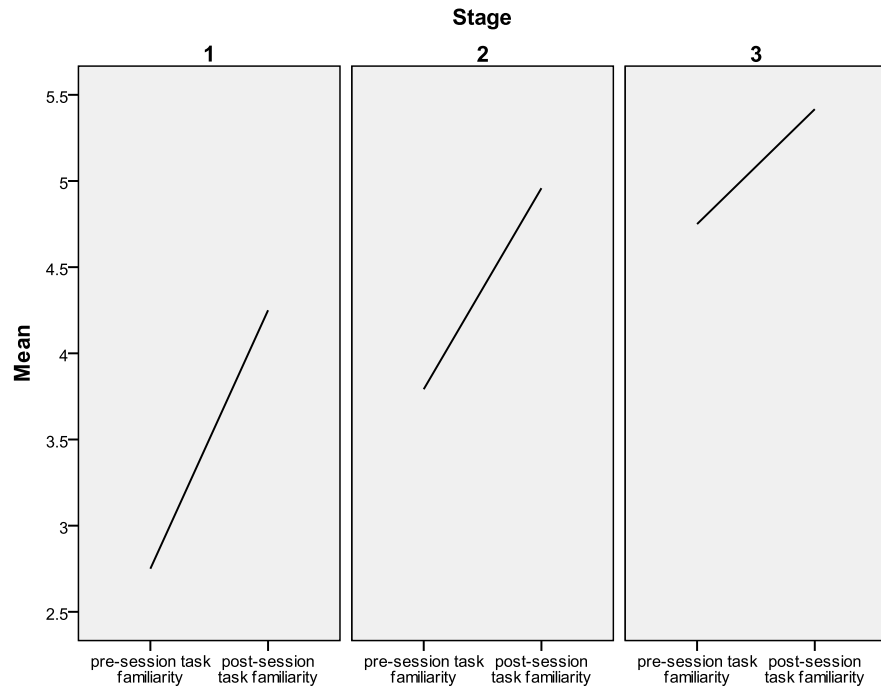 Stage
1 2 3
Mean
5.5
5
4.5
4
3.5
3
2.5
pre-session task familiarity
post-session task familiarity
pre-session task familiarity
post-session task familiarity
pre-session task familiarity
post-session task familiarity